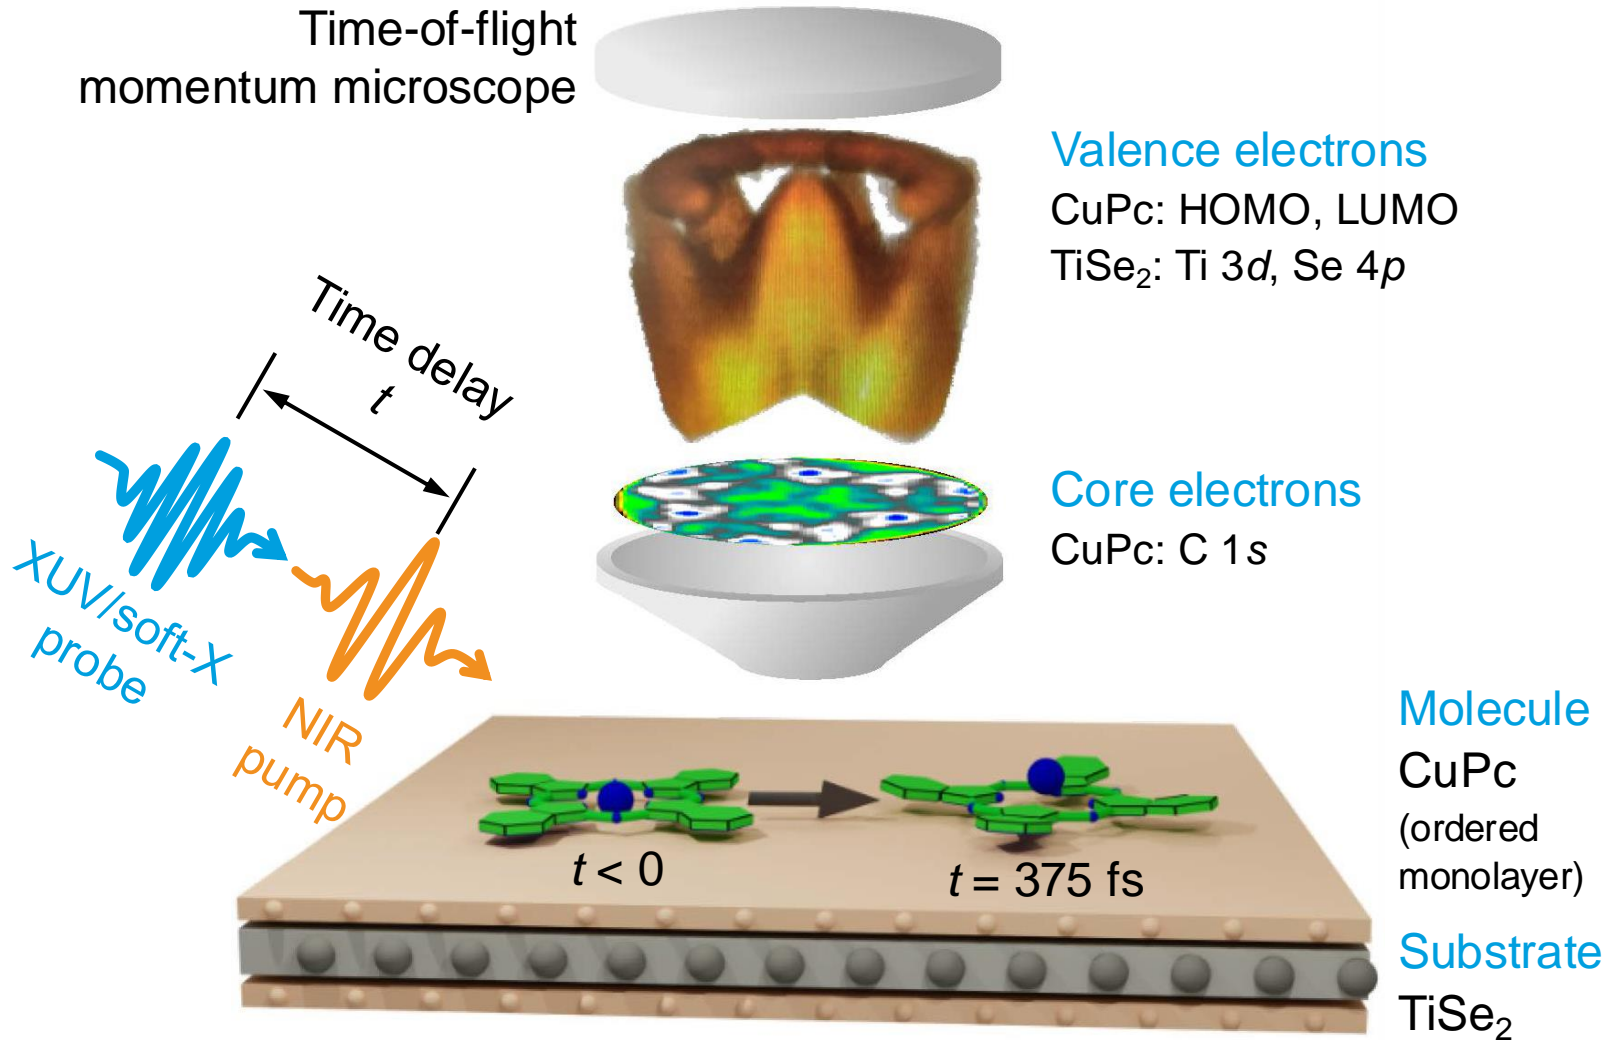 Time-of-flight
momentum microscope
Valence electrons
CuPc: HOMO, LUMO
TiSe₂: Ti 3d, Se 4p
Time delay
t
XUV/soft-X
probe
NIR
pump
Core electrons
CuPc: C 1s
t < 0
t = 375 fs
Molecule
CuPc
(ordered
monolayer)
Substrate
TiSe₂